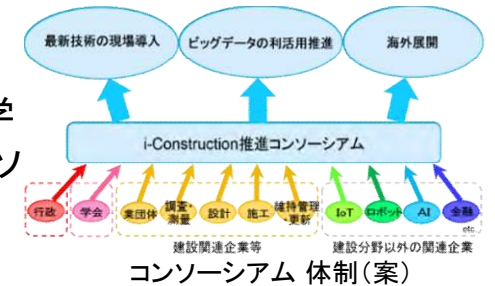 最新技術の現場導入
ビッグデータの利活用推進
海外展開
学
ソ
i-Construction推進コンソーシアム
行政
学会
業団体
調査・
測量
設計
施工
維持管理
・更新
IoT
ロボット
AI
金融
etc
建設関連企業等
建設分野以外の関連企業
コンソーシアム 体制(案)